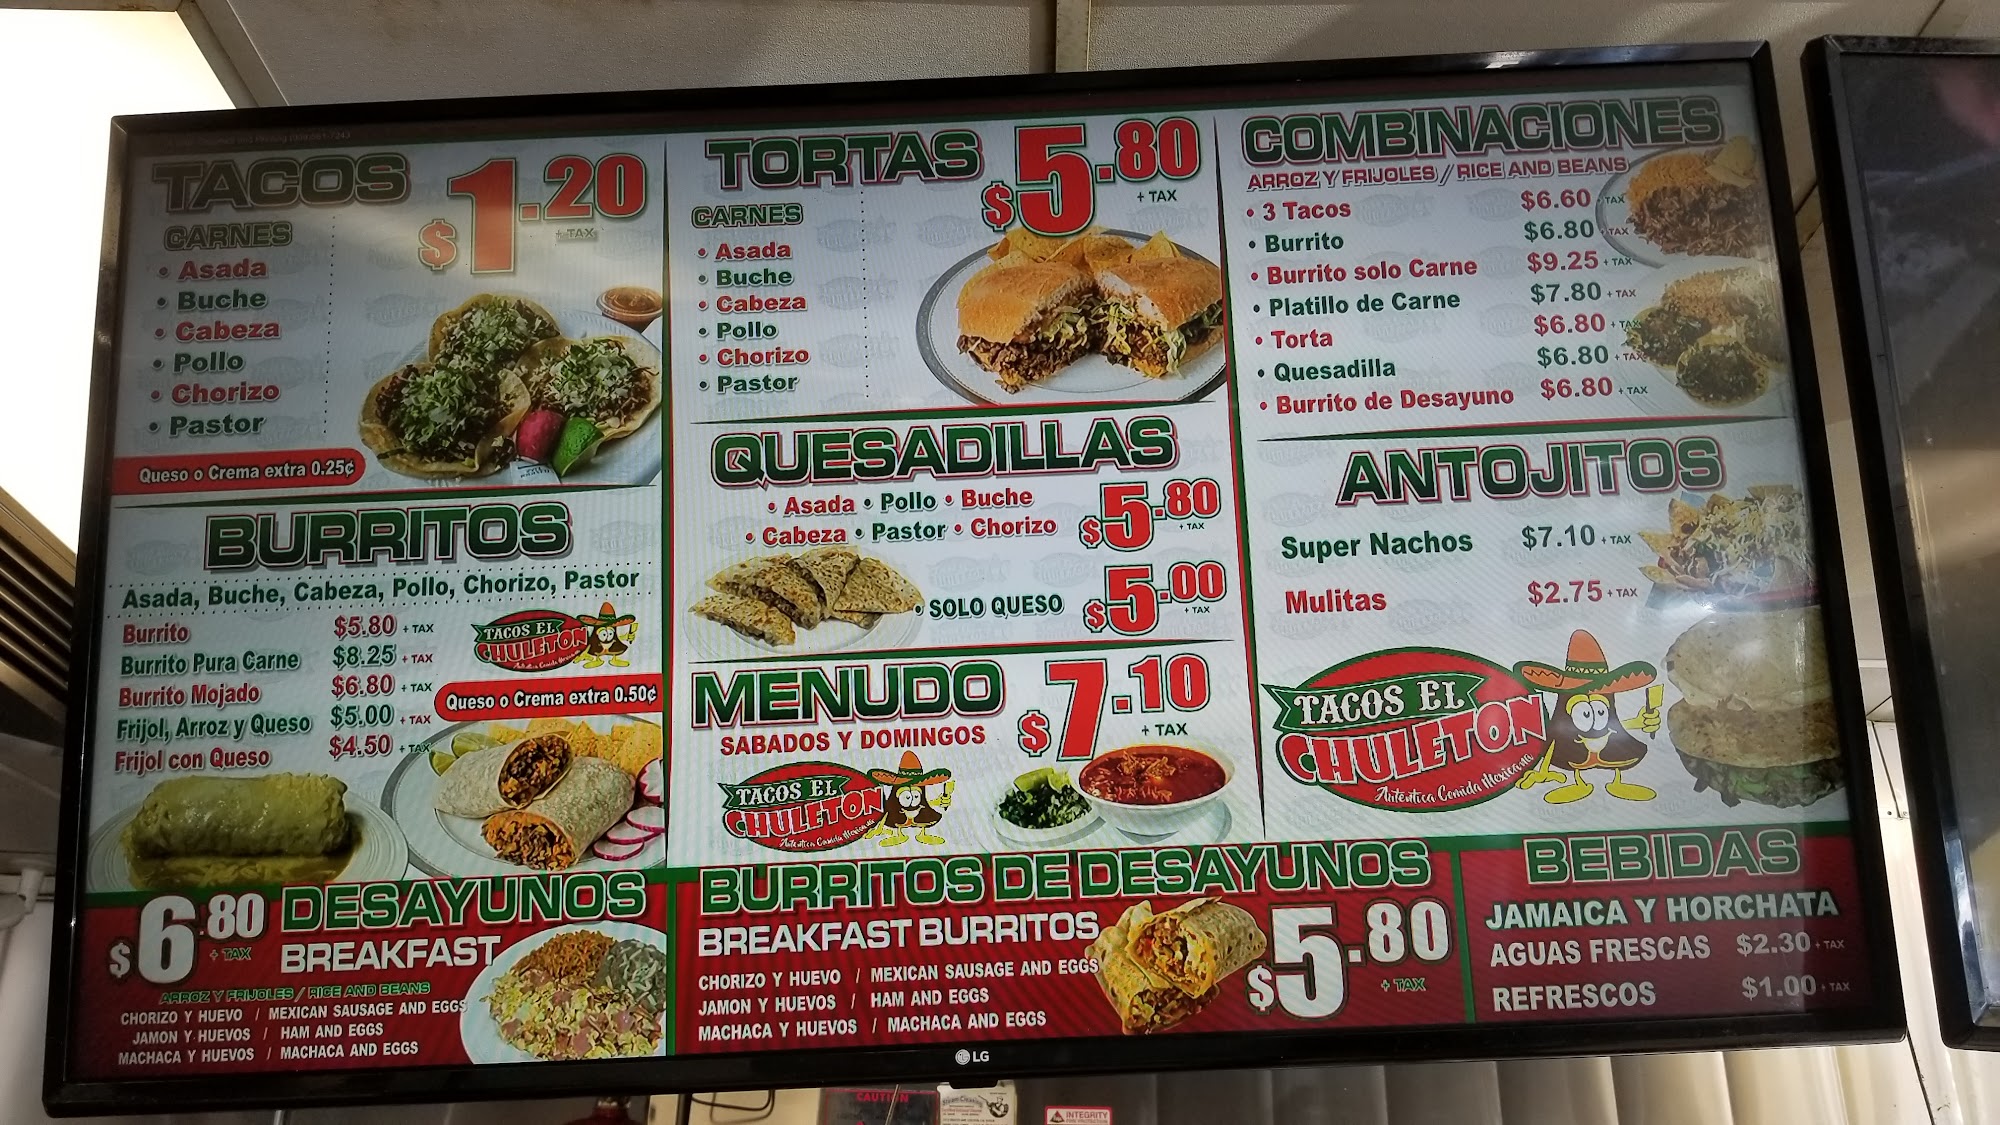 TACOS
$1.20
+ TAX
CARNES
• Asada
• Buche
• Cabeza
• Pollo
• Chorizo
• Pastor
Queso o Crema extra 0.25¢
BURRITOS
Asada, Buche, Cabeza, Pollo, Chorizo, Pastor
Burrito $5.80 + TAX
Burrito Pura Carne $8.25 + TAX
Burrito Mojado $6.80 + TAX
Frijol, Arroz y Queso $5.00 + TAX
Frijol con Queso $4.50 + TAX
TACOS EL
CHULETON
Auténtica Comida Mexicana
Queso o Crema extra 0.50¢
$6.80 + TAX
DESAYUNOS
BREAKFAST
ARROZ Y FRIJOLES / RICE AND BEANS
CHORIZO Y HUEVO / MEXICAN SAUSAGE AND EGGS
JAMON Y HUEVOS / HAM AND EGGS
MACHACA Y HUEVOS / MACHACA AND EGGS
TORTAS
$5.80
+ TAX
CARNES
• Asada
• Buche
• Cabeza
• Pollo
• Chorizo
• Pastor
QUESADILLAS
• Asada • Pollo • Buche
• Cabeza • Pastor • Chorizo
$5.80
+ TAX
• SOLO QUESO $5.00
+ TAX
MENUDO
SABADOS Y DOMINGOS
$7.10
+ TAX
TACOS EL
CHULETON
Auténtica Comida Mexicana
BURRITOS DE DESAYUNOS
BREAKFAST BURRITOS
CHORIZO Y HUEVO / MEXICAN SAUSAGE AND EGGS
JAMON Y HUEVOS / HAM AND EGGS
MACHACA Y HUEVOS / MACHACA AND EGGS
$5.80
+ TAX
COMBINACIONES
ARROZ Y FRIJOLES / RICE AND BEANS
• 3 Tacos $6.60 + TAX
• Burrito $6.80 + TAX
• Burrito solo Carne $9.25 + TAX
• Platillo de Carne $7.80 + TAX
• Torta $6.80 + TAX
• Quesadilla $6.80 + TAX
• Burrito de Desayuno $6.80 + TAX
ANTOJITOS
Super Nachos $7.10 + TAX
Mulitas $2.75 + TAX
TACOS EL
CHULETON
Auténtica Comida Mexicana
BEBIDAS
JAMAICA Y HORCHATA
AGUAS FRESCAS $2.30 + TAX
REFRESCOS $1.00 + TAX
LG
CAUTION
INTEGRITY